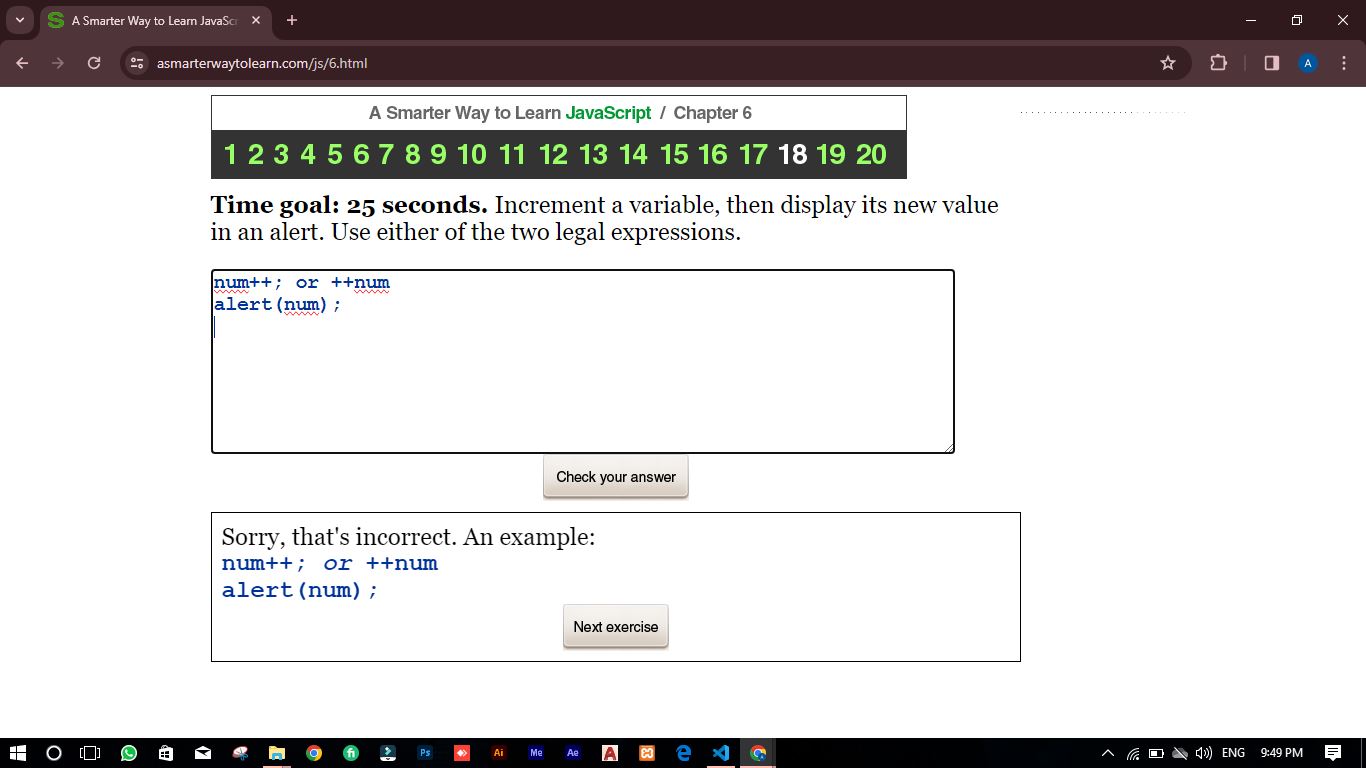 A Smarter Way to Learn JavaSc
asmarterwaytolearn.com/js/6.html
A
A Smarter Way to Learn JavaScript / Chapter 6
1 2 3 4 5 6 7 8 9 10 11 12 13 14 15 16 17 18 19 20
Time goal: 25 seconds. Increment a variable, then display its new value
in an alert. Use either of the two legal expressions.
num++; or ++num
alert(num);
Check your answer
Sorry, that's incorrect. An example:
num++; or ++num
alert(num);
Next exercise
Ps Ai Me Ae ENG 9:49 PM